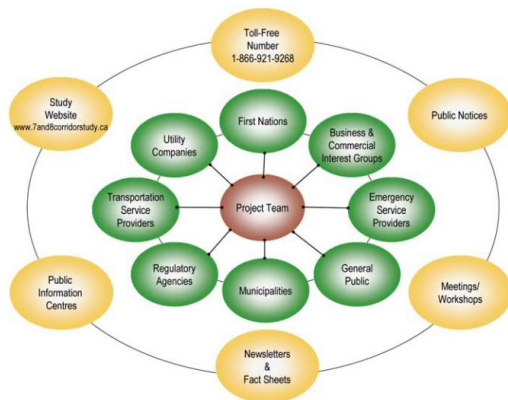 Toll-Free
Number
1-866-921-9268
Study
Website
www.7and8corridorstudy.ca
Public Notices
First Nations
Utility
Companies
Business &
Commercial
Interest Groups
Transportation
Service
Providers
Project Team
Emergency
Service
Providers
Regulatory
Agencies
General
Public
Municipalities
Public
Information
Centres
Meetings/
Workshops
Newsletters
&
Fact Sheets